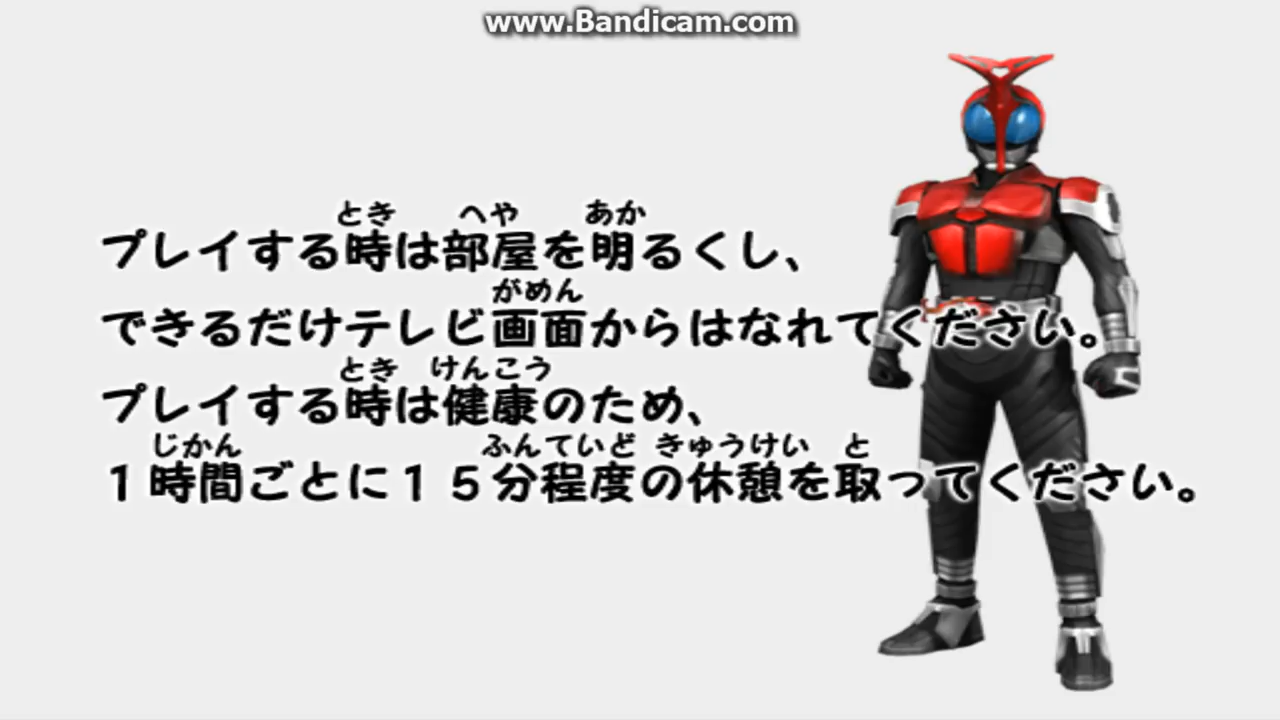 www.Bandicam.com
とき へや あか
プレイする時は部屋を明るくし、
がめん
できるだけテレビ画面からはなれてください。
とき けんこう
プレイする時は健康のため、
じかん ふんていど きゅうけい と
１時間ごとに１５分程度の休憩を取ってください。